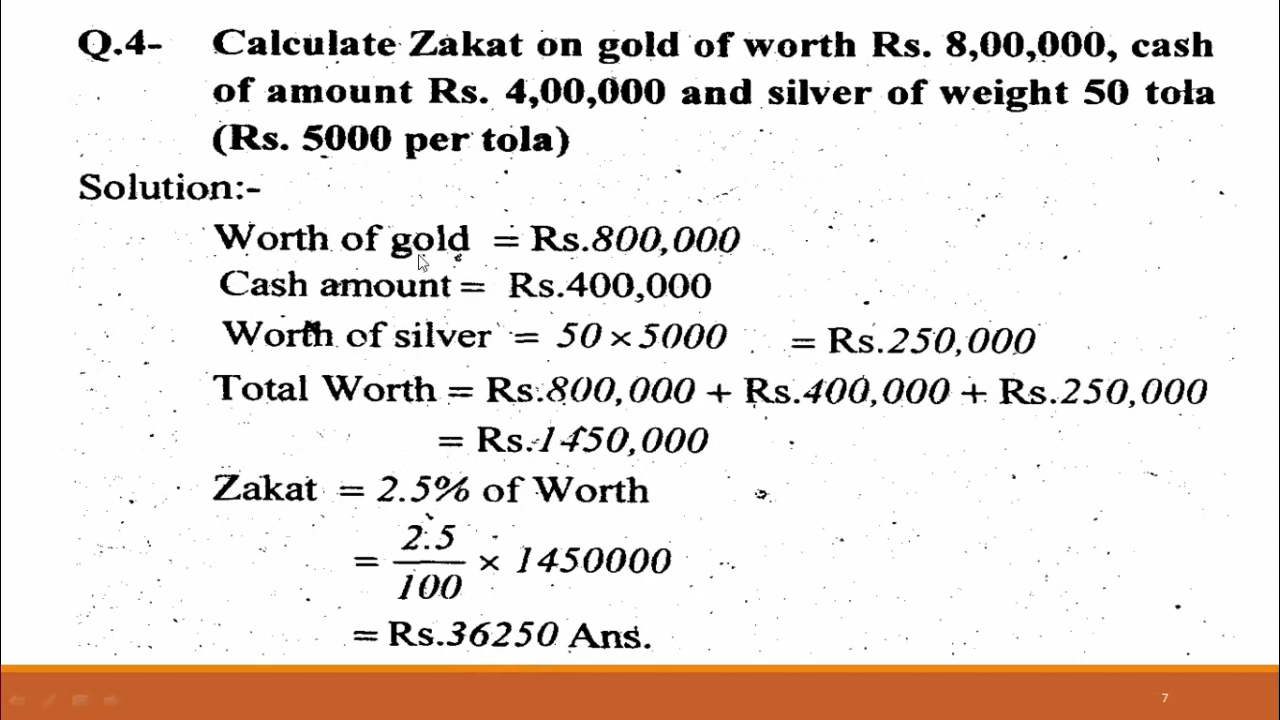 Q.4- Calculate Zakat on gold of worth Rs. 8,00,000, cash
of amount Rs. 4,00,000 and silver of weight 50 tola
(Rs. 5000 per tola)
Solution:-
Worth of gold = Rs.800,000
Cash amount = Rs.400,000
Worth of silver = 50 × 5000 = Rs.250,000
Total Worth = Rs.800,000 + Rs.400,000 + Rs.250,000
= Rs.1450,000
Zakat = 2.5% of Worth
= 2.5/100 × 1450000
= Rs.36250 Ans.
7